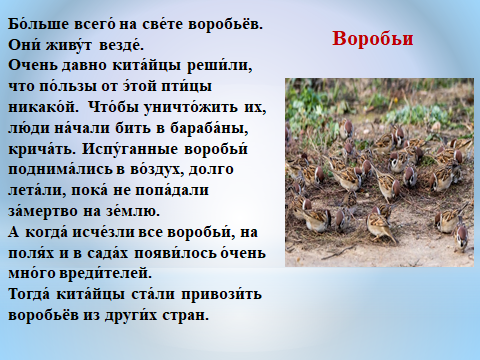 Воробьи
Бо́льше всего́ на све́те воробьёв.
Они́ живу́т везде́.
Очень давно кита́йцы реши́ли,
что по́льзы от э́той пти́цы
никако́й. Что́бы уничто́жить их,
лю́ди на́чали бить в бараба́ны,
крича́ть. Испу́ганные воробьи́
поднима́лись в во́здух, долго
лета́ли, пока́ не попа́дали
за́мертво на зе́млю.
А когда́ исче́зли все воробьи́, на
поля́х и в сада́х появи́лось о́чень
мно́го вреди́телей.
Тогда́ кита́йцы ста́ли привози́ть
воробьёв из други́х стран.